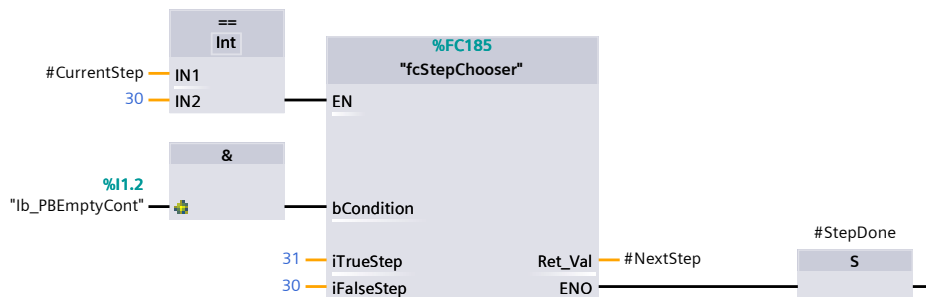 ==
Int
#CurrentStep
IN1
30
IN2
%FC185
"fcStepChooser"
EN
&
%I1.2
"Ib_PBEmptyCont"
bCondition
31
iTrueStep
30
iFalseStep
Ret_Val
#NextStep
ENO
#StepDone
S